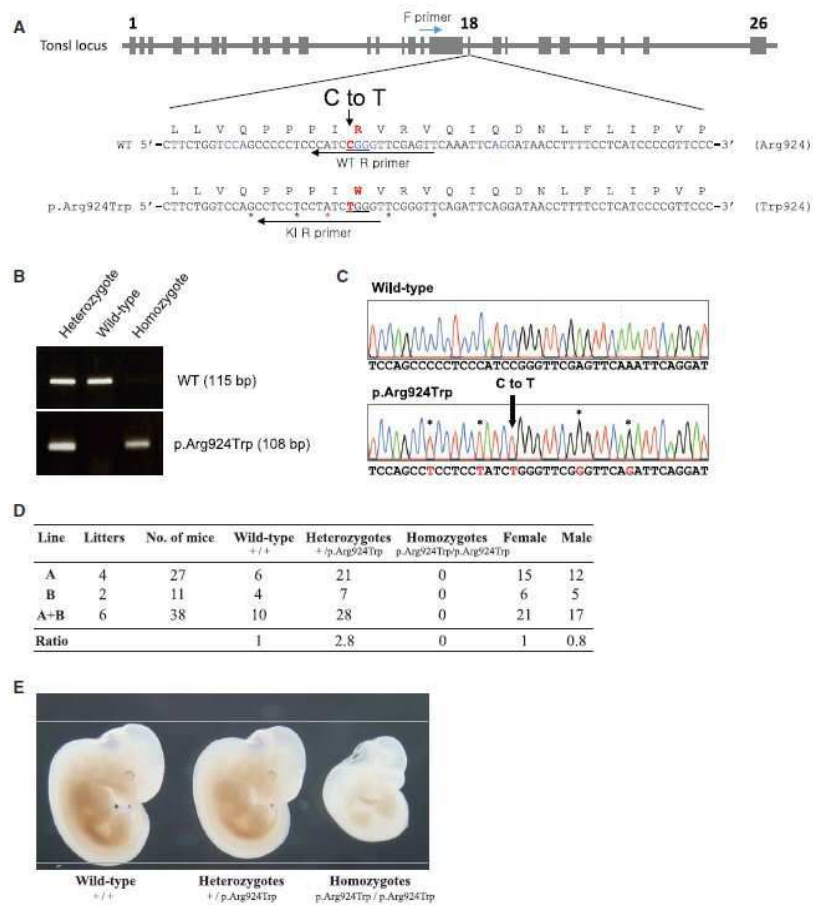 A
F primer
1 18 26
Tonsl locus
C to T
L L V Q P P P I R V R V Q I Q D N L F L I P V P
WT 5'-CTTCTGGTCCAGCCCCCTCCCATCCGGGTTCGAGTTCAAATTCAGGATAACCTTTTCCTCATCCCCGTTCCC-3' (Arg924)
WT R primer
L L V Q P P P I W V R V Q I Q D N L F L I P V P
p.Arg924Trp 5'-CTTCTGGTCCAGCCTCCTCCTATCTGGGTTCGGGTTCAGATTCAGGATAACCTTTTCCTCATCCCCGTTCCC-3' (Trp924)
* * * * *
KI R primer
B
Heterozygote
Wild-type
Homozygote
WT (115 bp)
p.Arg924Trp (108 bp)
C
Wild-type
TCCAGCCCCCTCCCATCCGGGTTCGAGTTCAAATTCAGGAT
C to T
p.Arg924Trp
* * * *
TCCAGCCTCCTCCTATCTGGGTTCGGGTTCAGATTCAGGAT
D
Line Litters No. of mice Wild-type Heterozygotes Homozygotes Female Male
+/+ +/p.Arg924Trp p.Arg924Trp/p.Arg924Trp
A 4 27 6 21 0 15 12
B 2 11 4 7 0 6 5
A+B 6 38 10 28 0 21 17
Ratio 1 2.8 0 1 0.8
E
Wild-type Heterozygotes Homozygotes
+/+ +/p.Arg924Trp p.Arg924Trp / p.Arg924Trp